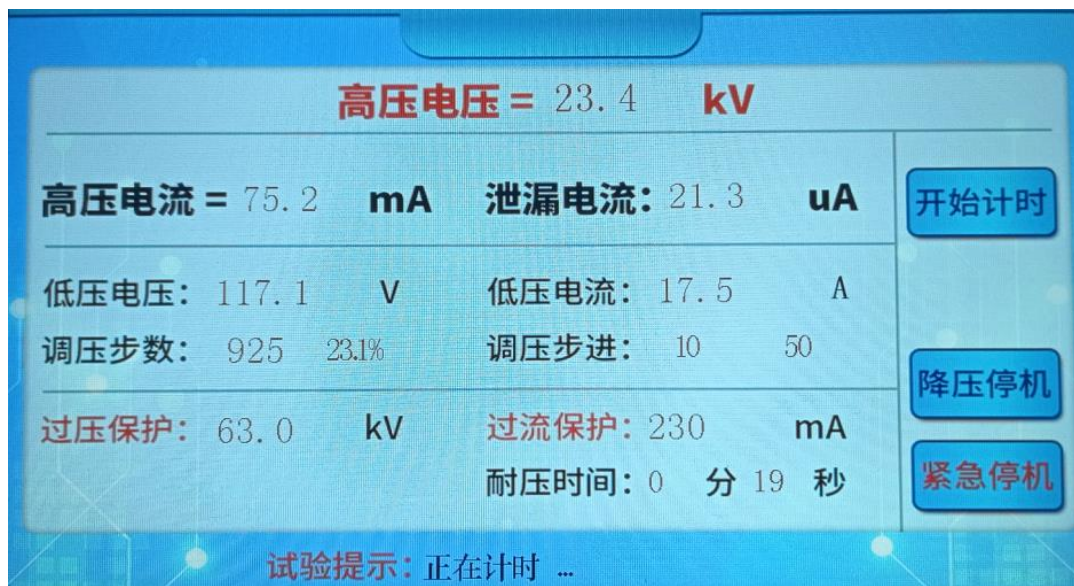 高压电压 = 23.4 kV
高压电流 = 75.2 mA 泄漏电流：21.3 uA
开始计时
低压电压：117.1 V 低压电流：17.5 A
调压步数：925 23.1% 调压步进：10 50
降压停机
过压保护：63.0 kV 过流保护：230 mA
耐压时间：0 分 19 秒
紧急停机
试验提示：正在计时 ...